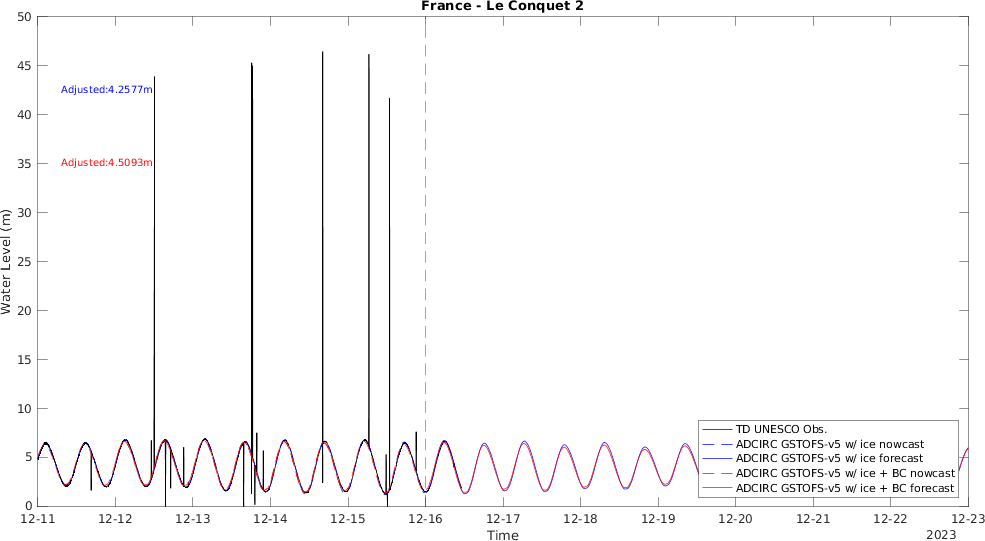 France - Le Conquet 2
50
45
40
35
30
25
20
15
10
5
0
Water Level (m)
Adjusted:4.2577m
Adjusted:4.5093m
TD UNESCO Obs.
ADCIRC GSTOFS-v5 w/ ice nowcast
ADCIRC GSTOFS-v5 w/ ice forecast
ADCIRC GSTOFS-v5 w/ ice + BC nowcast
ADCIRC GSTOFS-v5 w/ ice + BC forecast
12-11 12-12 12-13 12-14 12-15 12-16 12-17 12-18 12-19 12-20 12-21 12-22 12-23
Time
2023